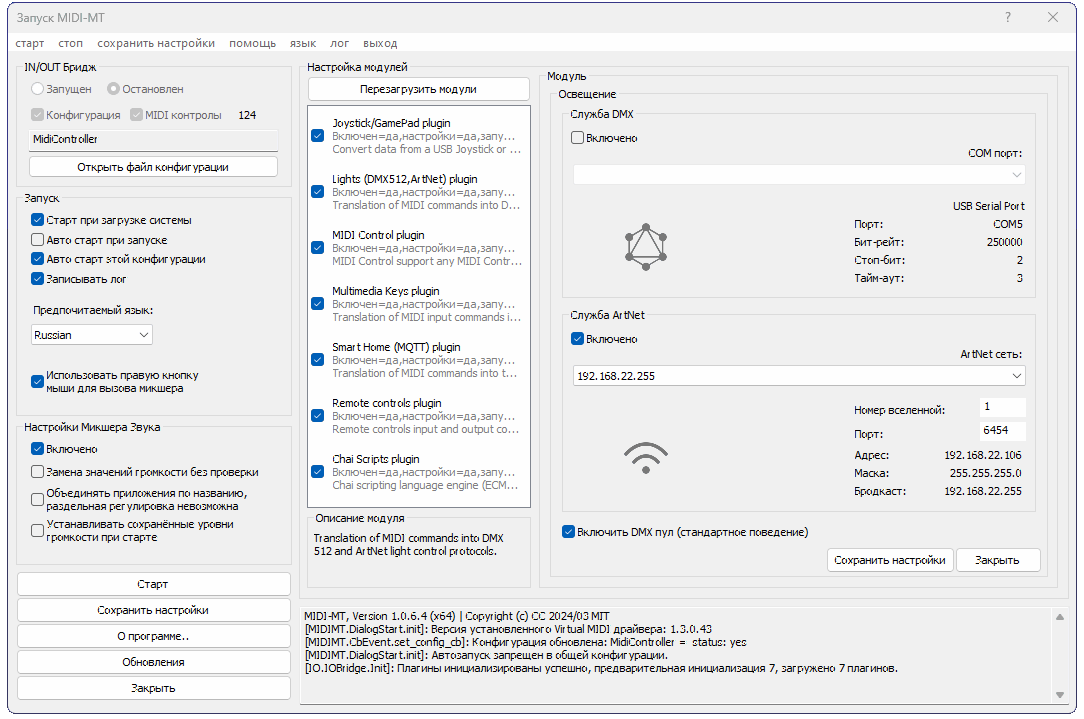 Запуск MIDI-MT
?
старт стоп сохранить настройки помощь язык лог выход
IN/OUT Бридж
Запущен Остановлен
Конфигурация MIDI контролы 124
MidiController
Открыть файл конфигурации
Запуск
Старт при загрузке системы
Авто старт при запуске
Авто старт этой конфигурации
Записывать лог
Предпочитаемый язык:
Russian
Использовать правую кнопку
мыши для вызова микшера
Настройки Микшера Звука
Включено
Замена значений громкости без проверки
Объединять приложения по названию,
раздельная регулировка невозможна
Устанавливать сохранённые уровни
громкости при старте
Старт
Сохранить настройки
О программе..
Обновления
Закрыть
Настройка модулей
Перезагрузить модули
Joystick/GamePad plugin
Включен=да,настройки=да,запу...
Convert data from a USB Joystick or ...
Lights (DMX512,ArtNet) plugin
Включен=да,настройки=да,запу...
Translation of MIDI commands into D...
MIDI Control plugin
Включен=да,настройки=да,запу...
MIDI Control support any MIDI Contr...
Multimedia Keys plugin
Включен=да,настройки=да,запу...
Translation of MIDI input commands i...
Smart Home (MQTT) plugin
Включен=да,настройки=да,запу...
Translation of MIDI commands into t...
Remote controls plugin
Включен=да,настройки=да,запу...
Remote controls input and output co...
Chai Scripts plugin
Включен=да,настройки=да,запу...
Chai scripting language engine (ECM...
Описание модуля
Translation of MIDI commands into DMX
512 and ArtNet light control protocols.
Модуль
Освещение
Служба DMX
Включено
COM порт:
USB Serial Port
Порт: COM5
Бит-рейт: 250000
Стоп-бит: 2
Тайм-аут: 3
Служба ArtNet
Включено
ArtNet сеть:
192.168.22.255
Номер вселенной: 1
Порт: 6454
Адрес: 192.168.22.106
Маска: 255.255.255.0
Бродкаст: 192.168.22.255
Включить DMX пул (стандартное поведение)
Сохранить настройки Закрыть
MIDI-MT, Version 1.0.6.4 (x64) | Copyright (c) CC 2024/03 MIT
[MIDIMT.DialogStart.init]: Версия установленного Virtual MIDI драйвера: 1.3.0.43
[MIDIMT.CbEvent.set_config_cb]: Конфигурация обновлена: MidiController = status: yes
[MIDIMT.DialogStart.init]: Автозапуск запрещен в общей конфигурации.
[IO.IOBridge.Init]: Плагины инициализированы успешно, предварительная инициализация 7, загружено 7 плагинов.